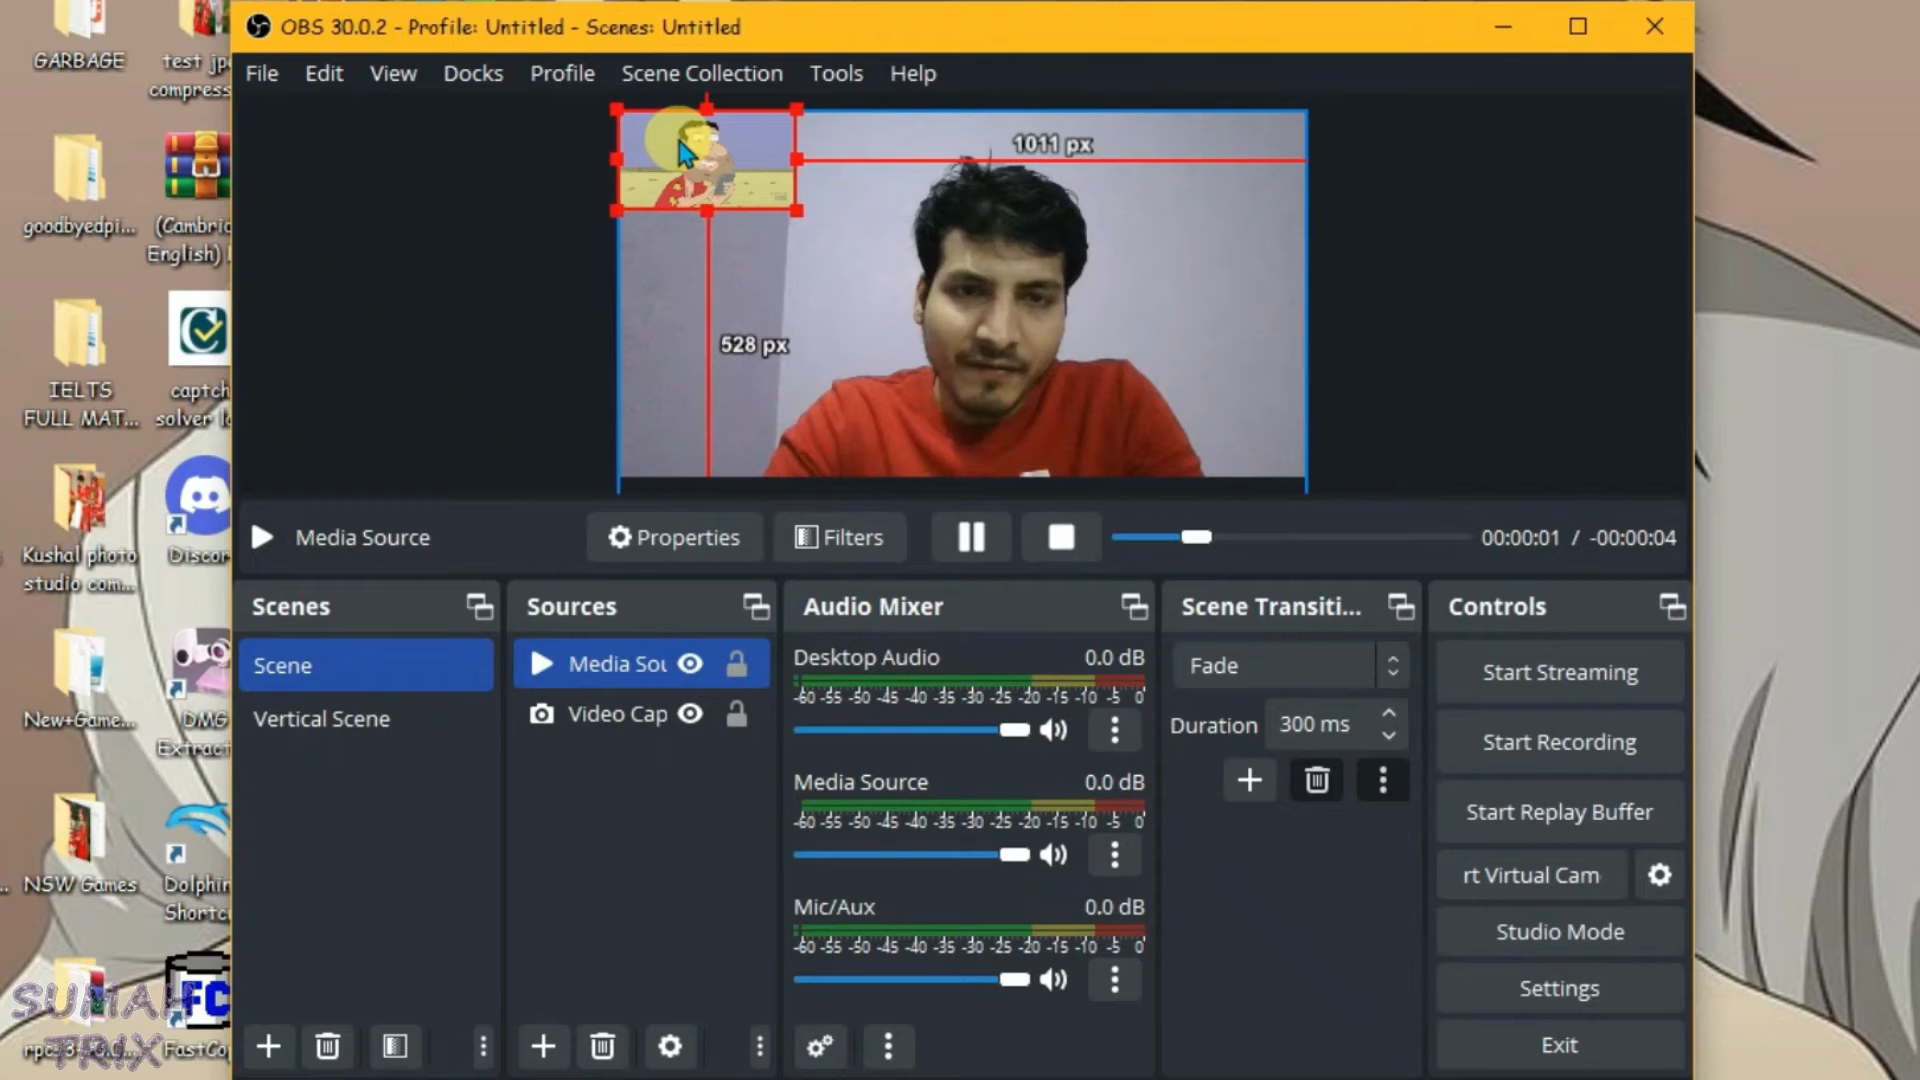 OBS 30.0.2 - Profile: Untitled - Scenes: Untitled
File Edit View Docks Profile Scene Collection Tools Help
GARBAGE
test jp
compress
goodbyedpi...
(Cambric
English)
IELTS
FULL MAT...
captch
solver l
Kushal photo
studio com...
Discor
New+Game...
DMG
Extract
NSW Games
Dolphin
Shortc
FC
FastCo
SUMAH
TRIX
1011 px
528 px
Media Source
Properties
Filters
00:00:01 / -00:00:04
Scenes
Scene
Vertical Scene
Sources
Media Sou
Video Cap
Audio Mixer
Desktop Audio 0.0 dB
-60 -55 -50 -45 -40 -35 -30 -25 -20 -15 -10 -5 0
Media Source 0.0 dB
-60 -55 -50 -45 -40 -35 -30 -25 -20 -15 -10 -5 0
Mic/Aux 0.0 dB
-60 -55 -50 -45 -40 -35 -30 -25 -20 -15 -10 -5 0
Scene Transiti...
Fade
Duration 300 ms
Controls
Start Streaming
Start Recording
Start Replay Buffer
rt Virtual Cam
Studio Mode
Settings
Exit